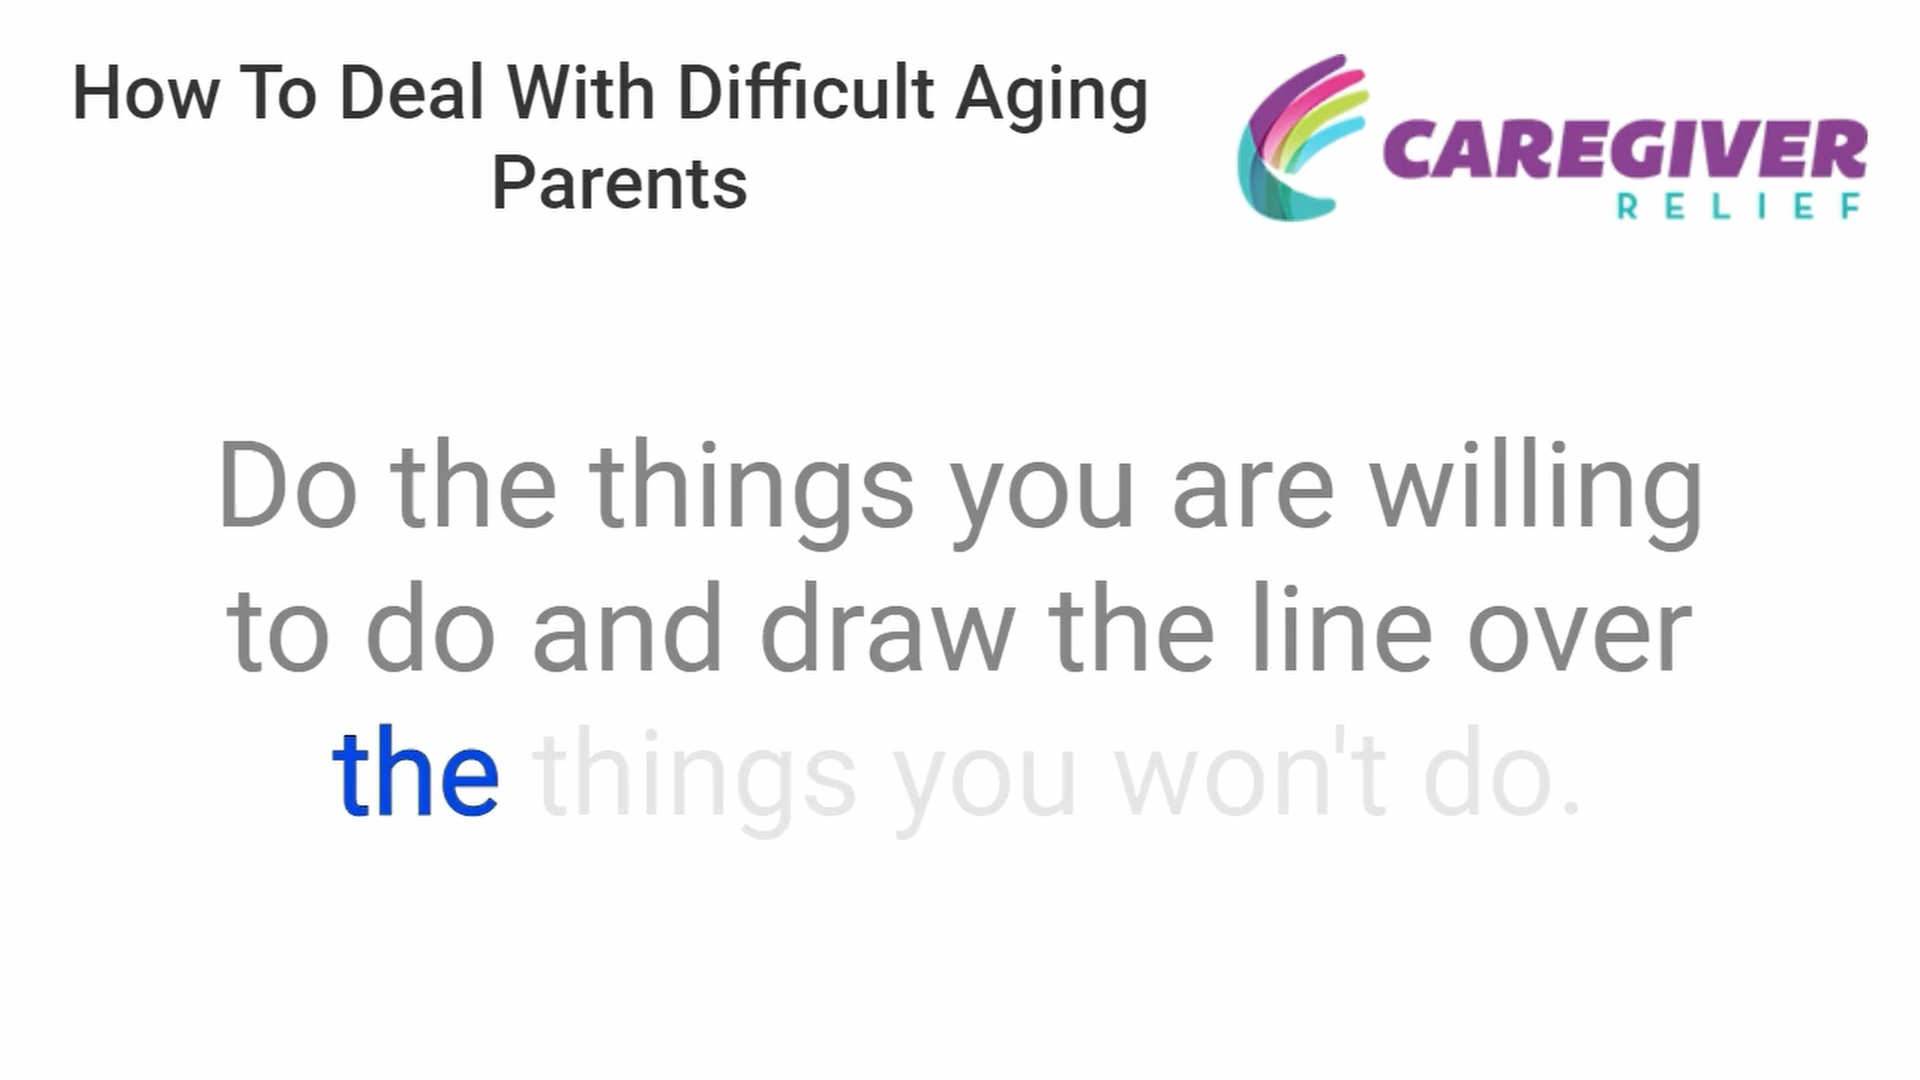 How To Deal With Difficult Aging
Parents
CAREGIVER
RELIEF
Do the things you are willing
to do and draw the line over
the things you won't do.